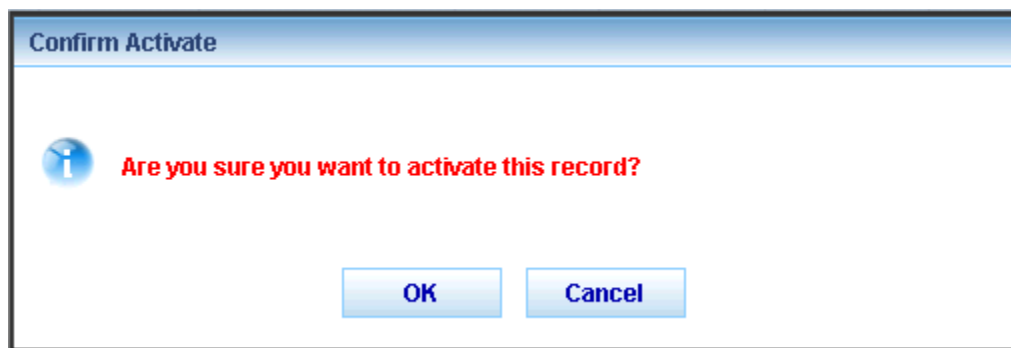 Confirm Activate
Are you sure you want to activate this record?
OK
Cancel